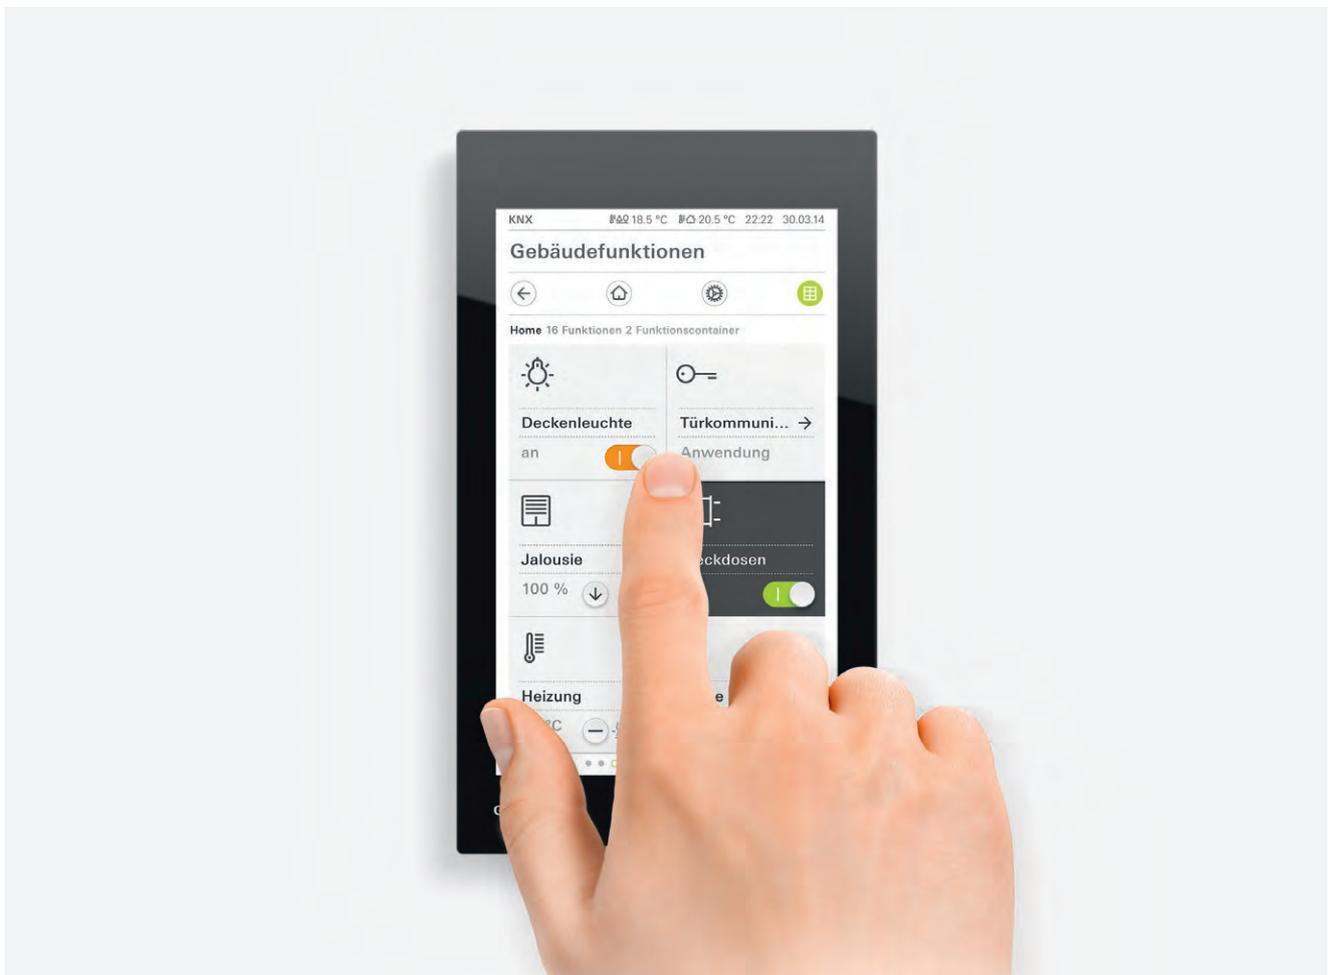 KNX 18.5 °C 20.5 °C 22:22 30.03.14
Gebäudefunktionen
Home 16 Funktionen 2 Funktionscontainer
Deckenleuchte Türkommuni...
an Anwendung
Jalousie eckdosen
100 %
Heizung e
°C
G